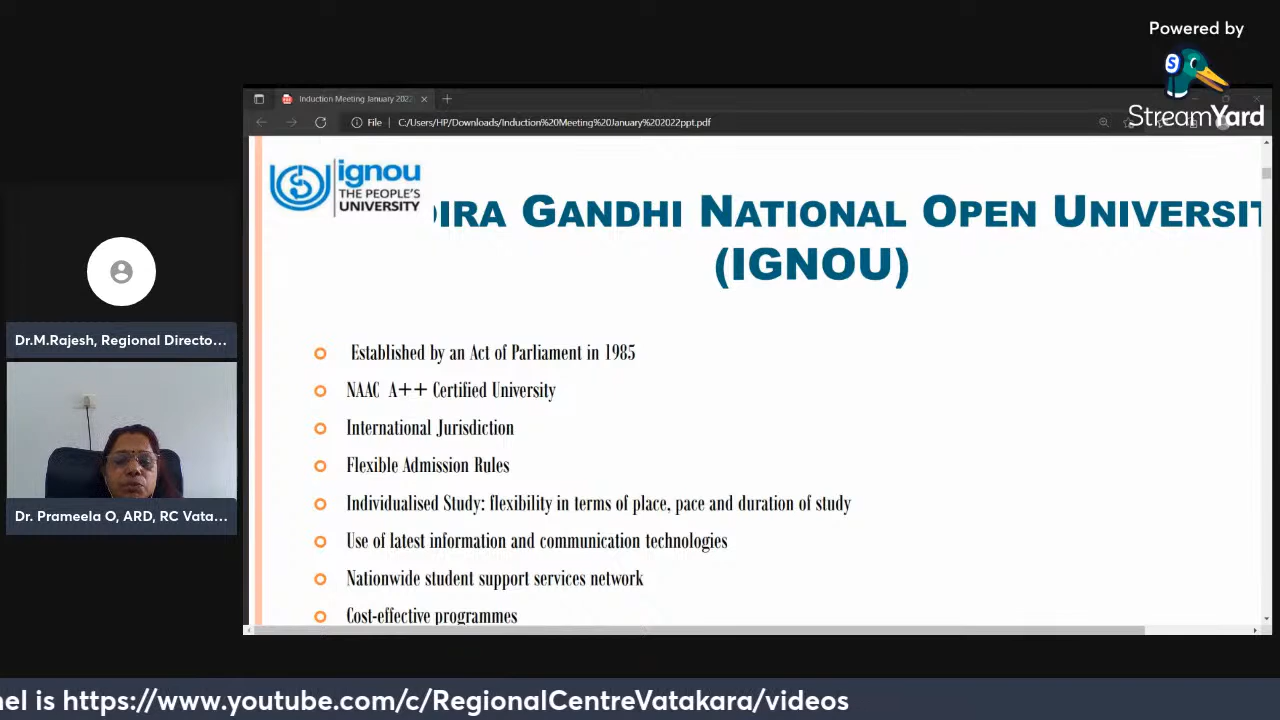 Powered by
StreamYard
Induction Meeting January 202
File
C:/Users/HP/Downloads/Induction%20Meeting%20January%202022ppt.pdf
ignou
THE PEOPLE'S
UNIVERSITY
IRA GANDHI NATIONAL OPEN UNIVERSIT
(IGNOU)
Established by an Act of Parliament in 1985
NAAC A++ Certified University
International Jurisdiction
Flexible Admission Rules
Individualised Study: flexibility in terms of place, pace and duration of study
Use of latest information and communication technologies
Nationwide student support services network
Cost-effective programmes
Dr.M.Rajesh, Regional Directo...
Dr. Prameela O, ARD, RC Vata...
nel is https://www.youtube.com/c/RegionalCentreVatakara/videos